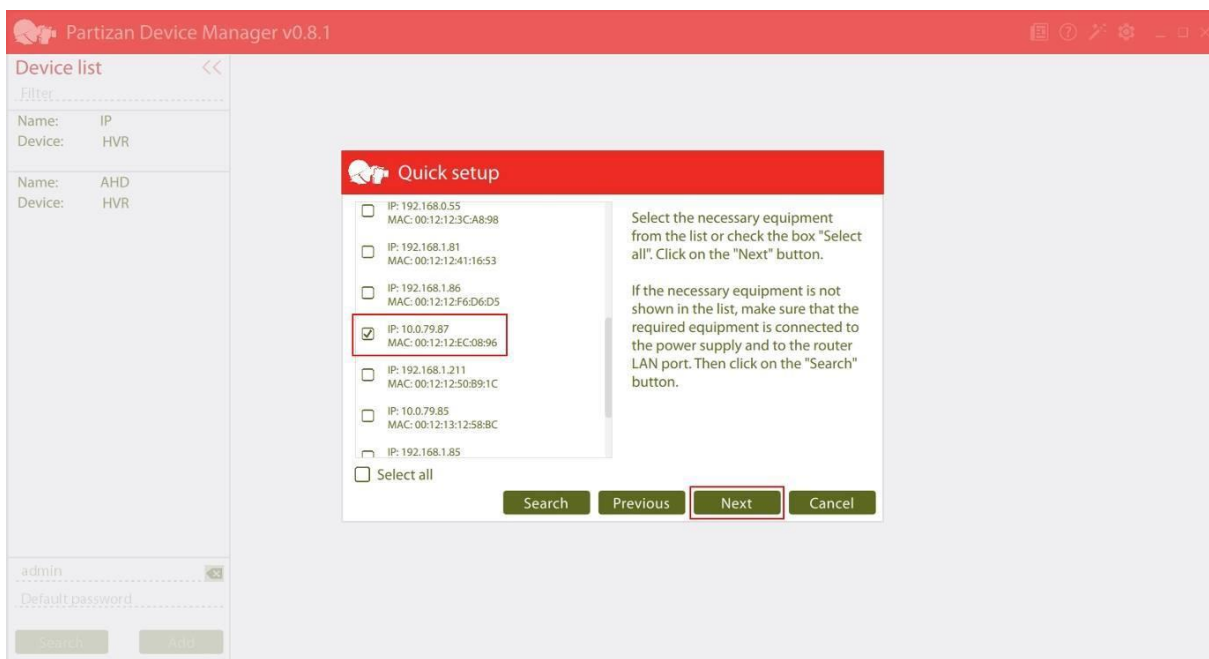 Partizan Device Manager v0.8.1
Device list <<
Filter
Name: IP
Device: HVR
Name: AHD
Device: HVR
Quick setup
IP: 192.168.0.55
MAC: 00:12:12:3C:A8:98
IP: 192.168.1.81
MAC: 00:12:12:41:16:53
IP: 192.168.1.86
MAC: 00:12:12:F6:D6:D5
IP: 10.0.79.87
MAC: 00:12:12:EC:08:96
IP: 192.168.1.211
MAC: 00:12:12:50:B9:1C
IP: 10.0.79.85
MAC: 00:12:13:12:58:BC
IP: 192.168.1.85
Select all
Select the necessary equipment
from the list or check the box "Select
all". Click on the "Next" button.
If the necessary equipment is not
shown in the list, make sure that the
required equipment is connected to
the power supply and to the router
LAN port. Then click on the "Search"
button.
Search Previous Next Cancel
admin
Default password
Search Add